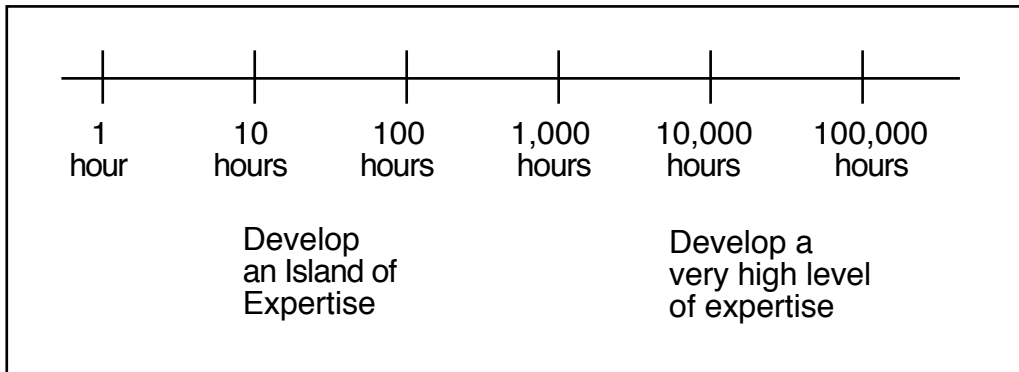 1 10 100 1,000 10,000 100,000
hour hours hours hours hours hours
Develop
an Island of
Expertise
Develop a
very high level
of expertise